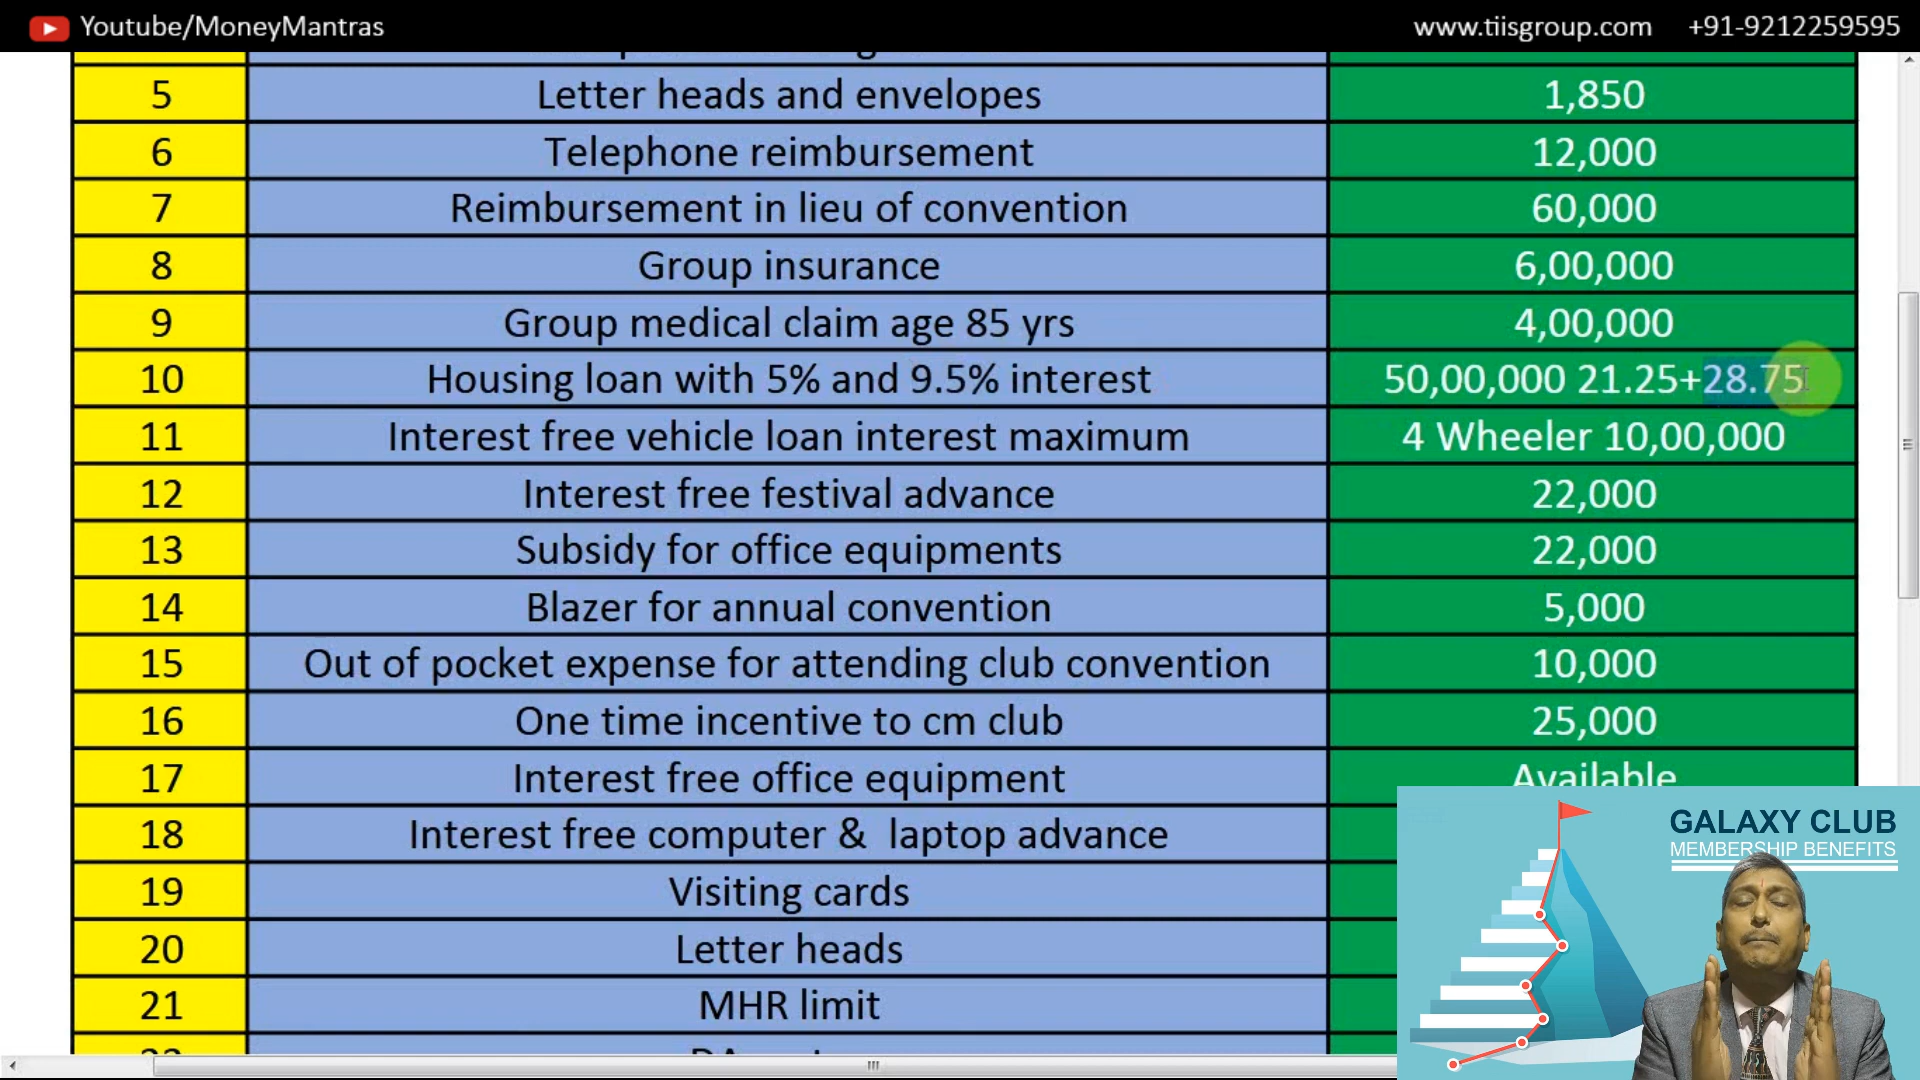 Youtube/MoneyMantras
www.tiisgroup.com +91-9212259595
5 Letter heads and envelopes 1,850
6 Telephone reimbursement 12,000
7 Reimbursement in lieu of convention 60,000
8 Group insurance 6,00,000
9 Group medical claim age 85 yrs 4,00,000
10 Housing loan with 5% and 9.5% interest 50,00,000 21.25+28.75
11 Interest free vehicle loan interest maximum 4 Wheeler 10,00,000
12 Interest free festival advance 22,000
13 Subsidy for office equipments 22,000
14 Blazer for annual convention 5,000
15 Out of pocket expense for attending club convention 10,000
16 One time incentive to cm club 25,000
17 Interest free office equipment Available
18 Interest free computer & laptop advance
19 Visiting cards
20 Letter heads
21 MHR limit
GALAXY CLUB
MEMBERSHIP BENEFITS